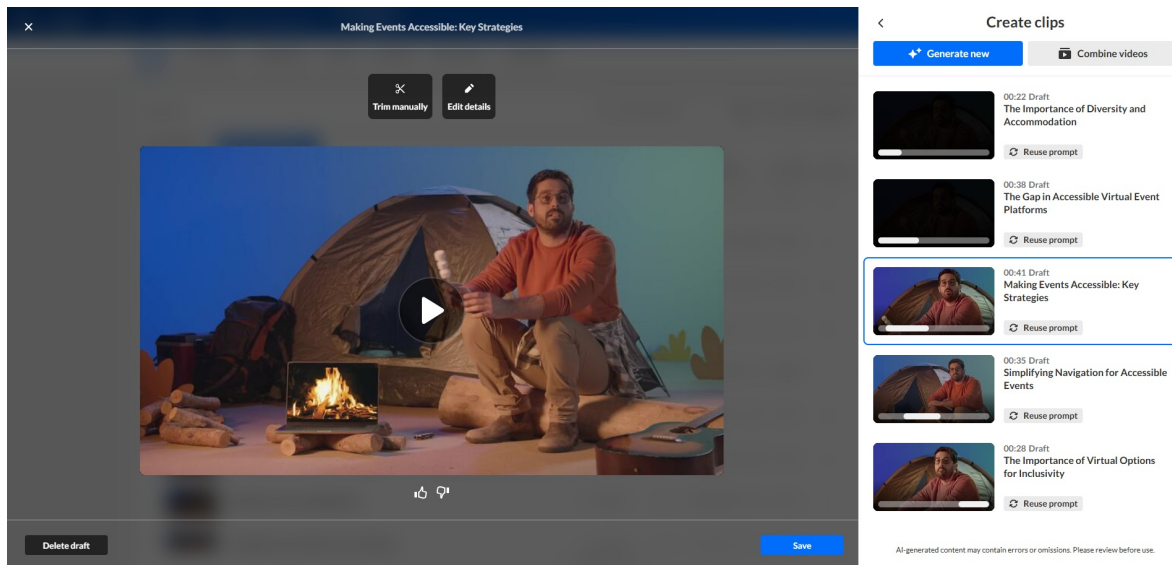 Making Events Accessible: Key Strategies
Trim manually
Edit details
Delete draft
Save
Create clips
Generate new
Combine videos
00:22 Draft
The Importance of Diversity and
Accommodation
Reuse prompt
00:38 Draft
The Gap in Accessible Virtual Event
Platforms
Reuse prompt
00:41 Draft
Making Events Accessible: Key
Strategies
Reuse prompt
00:35 Draft
Simplifying Navigation for Accessible
Events
Reuse prompt
00:28 Draft
The Importance of Virtual Options
for Inclusivity
Reuse prompt
AI-generated content may contain errors or omissions. Please review before use.